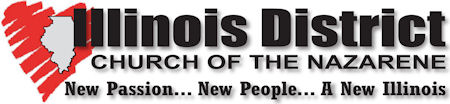 Illinois District
CHURCH OF THE NAZARENE
New Passion... New People... A New Illinois